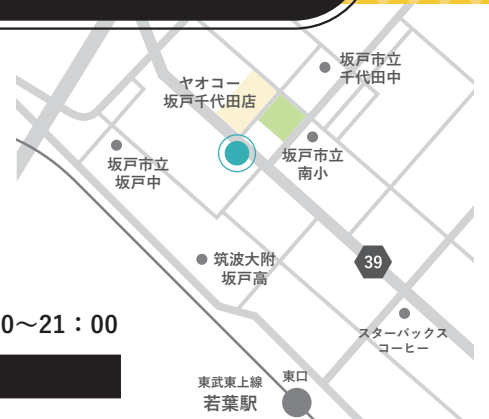 坂戸市立
千代田中
ヤオコー
坂戸千代田店
坂戸市立
南小
坂戸市立
坂戸中
筑波大附
坂戸高
39
0〜21：00
スターバックス
コーヒー
東武東上線
若葉駅
東口